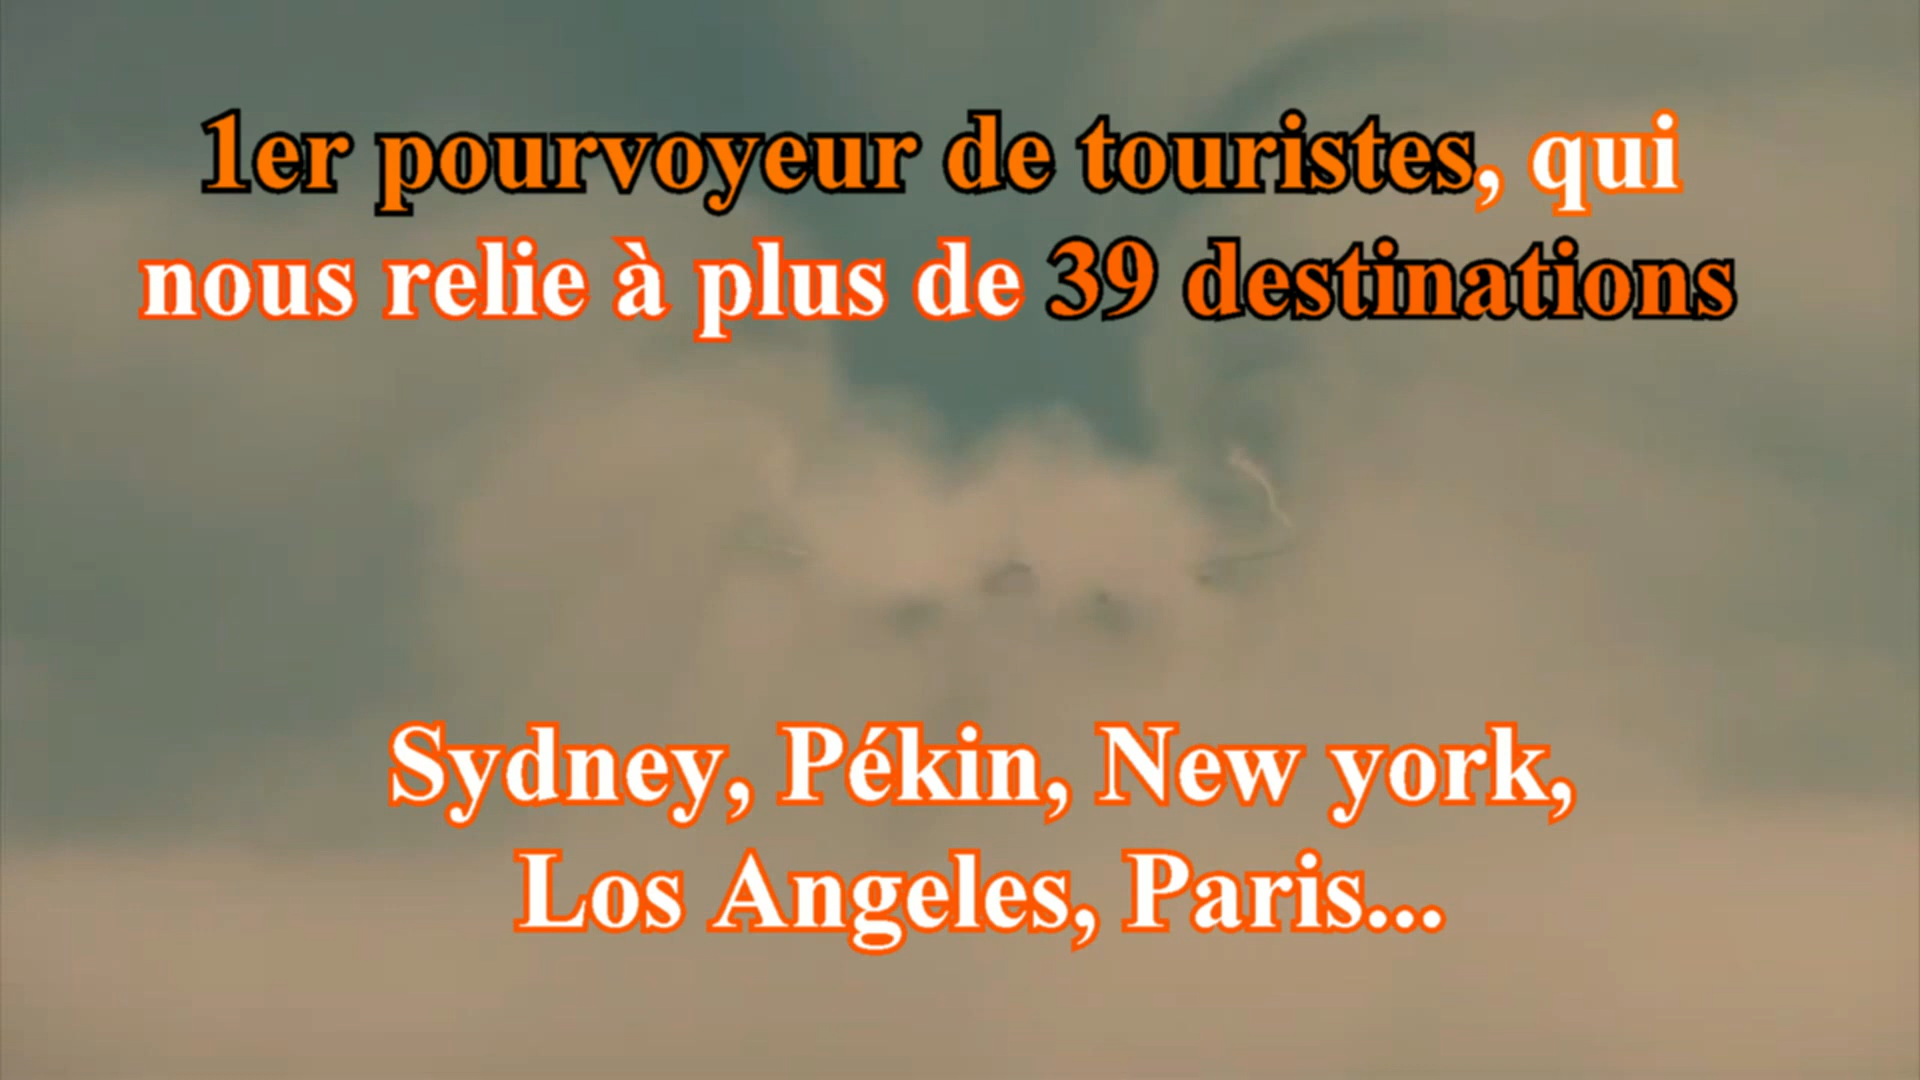 1er pourvoyeur de touristes, qui
nous relie à plus de 39 destinations
Sydney, Pékin, New york,
Los Angeles, Paris...